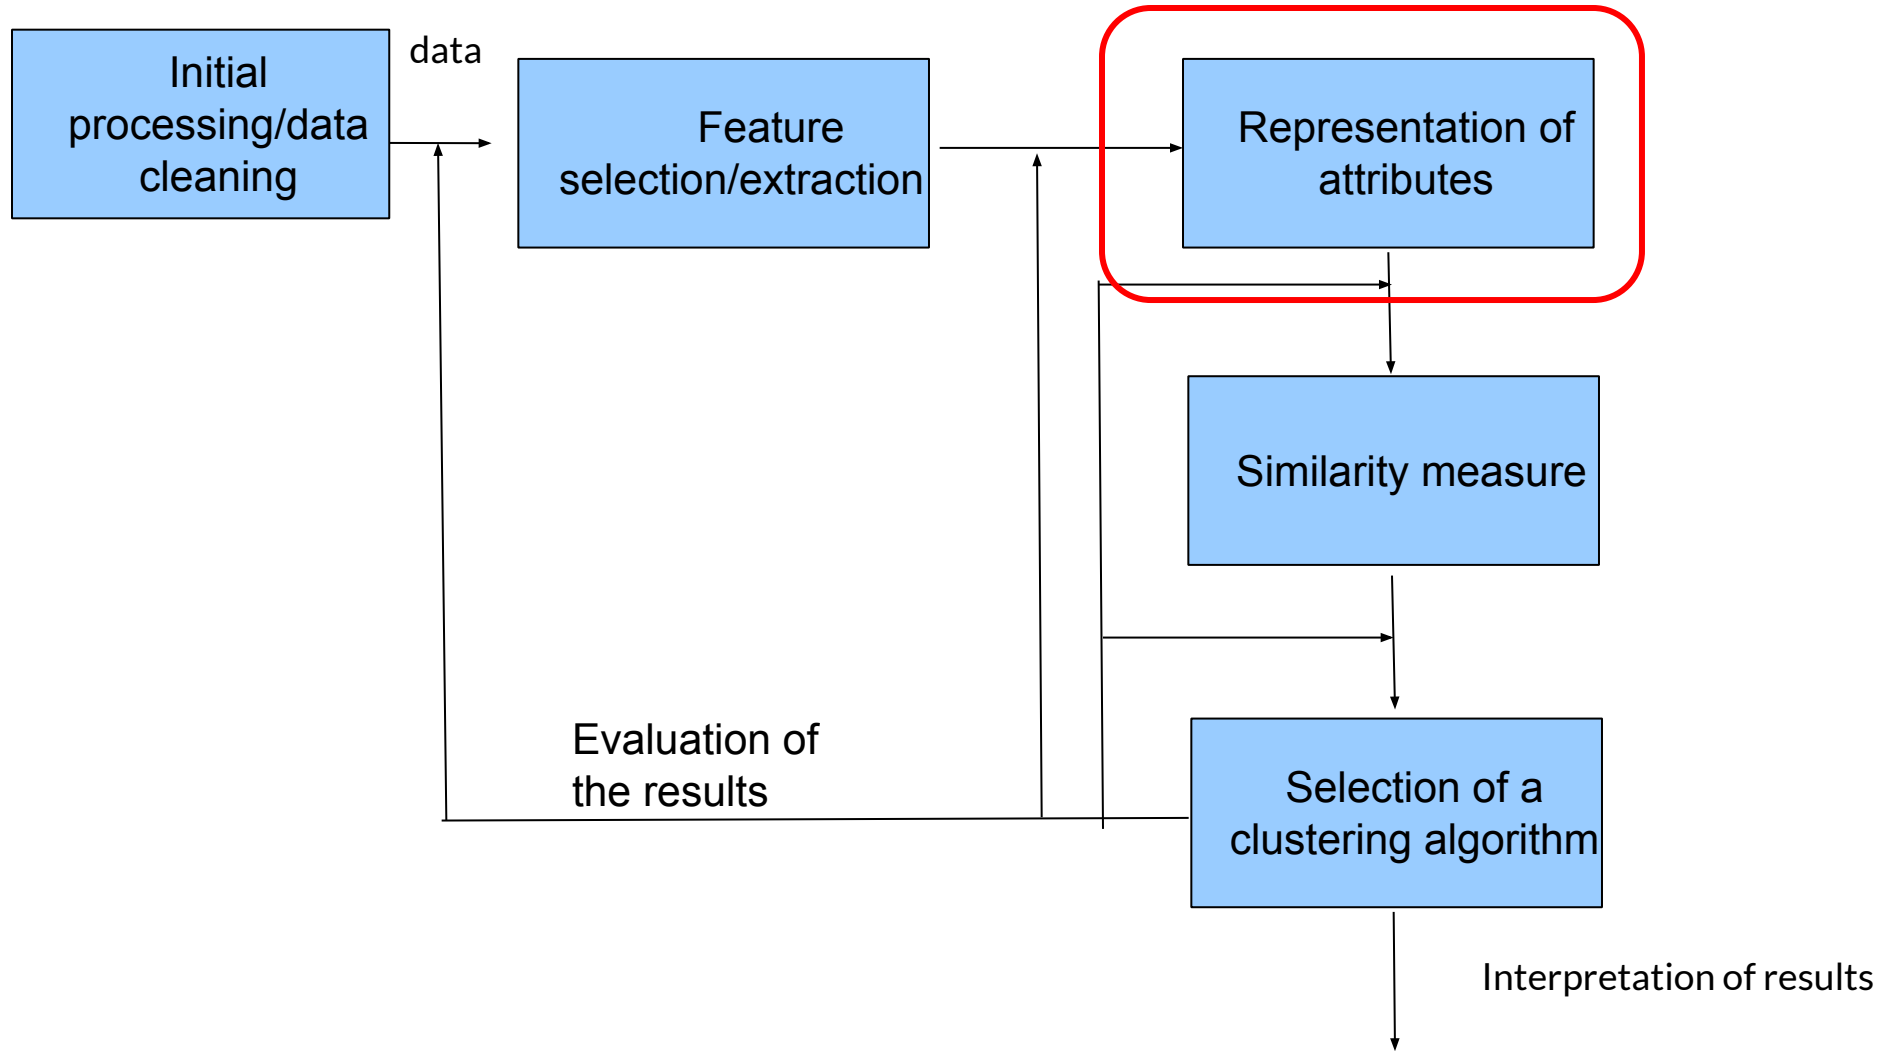 Initial
processing/data
cleaning
data
Feature
selection/extraction
Representation of
attributes
Similarity measure
Evaluation of
the results
Selection of a
clustering algorithm
Interpretation of results